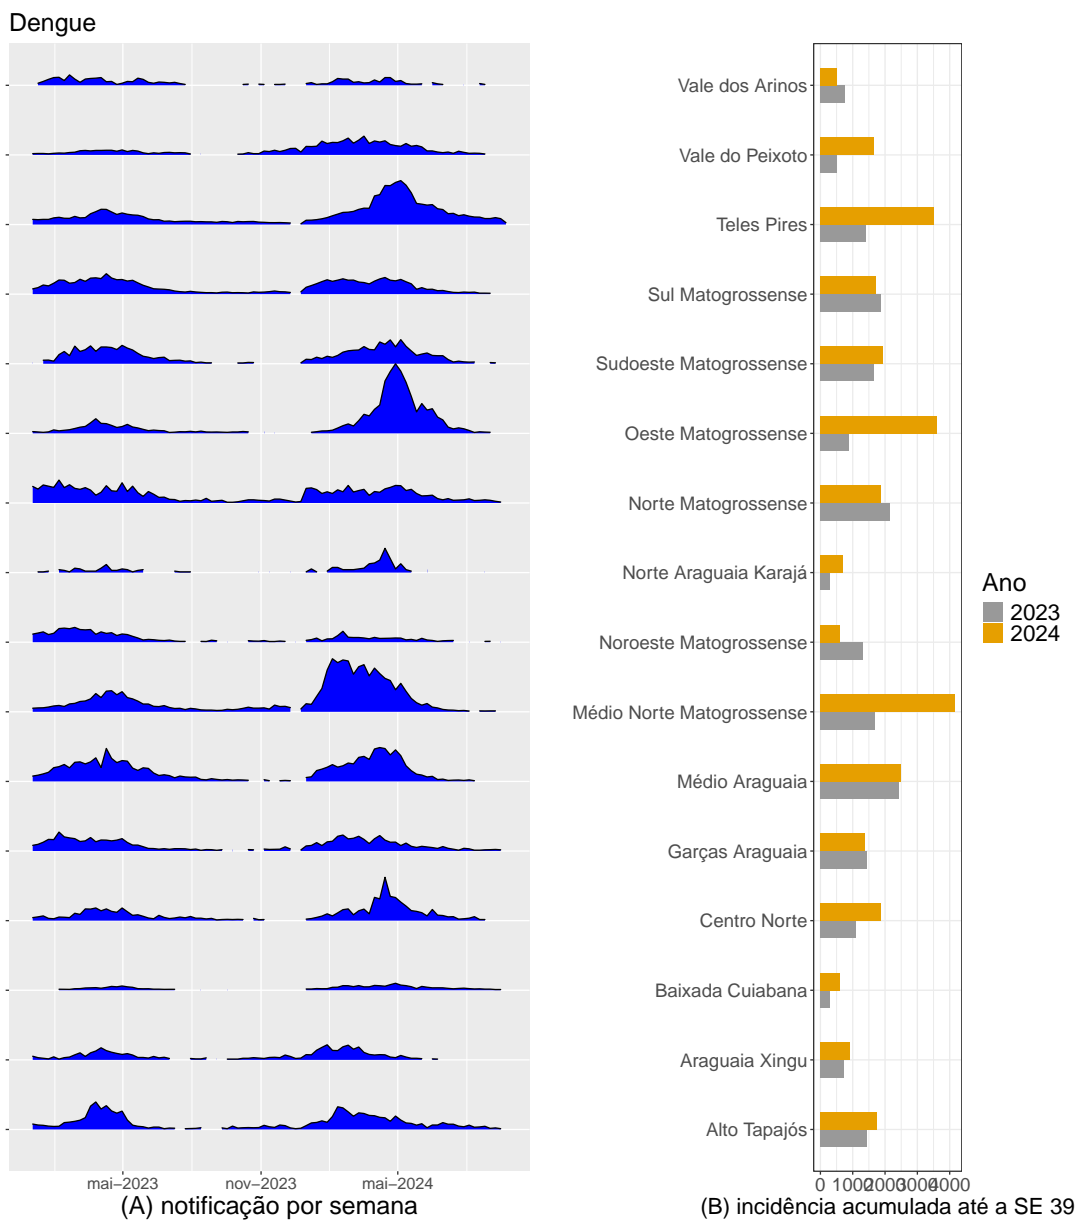 Dengue
Vale dos Arinos
Vale do Peixoto
Teles Pires
Sul Matogrossense
Sudoeste Matogrossense
Oeste Matogrossense
Norte Matogrossense
Norte Araguaia Karajá
Noroeste Matogrossense
Médio Norte Matogrossense
Médio Araguaia
Garças Araguaia
Centro Norte
Baixada Cuiabana
Araguaia Xingu
Alto Tapajós
Ano
2023
2024
mai−2023 nov−2023 mai−2024
0 1000 2000 3000 4000
(A) notificação por semana
(B) incidência acumulada até a SE 39